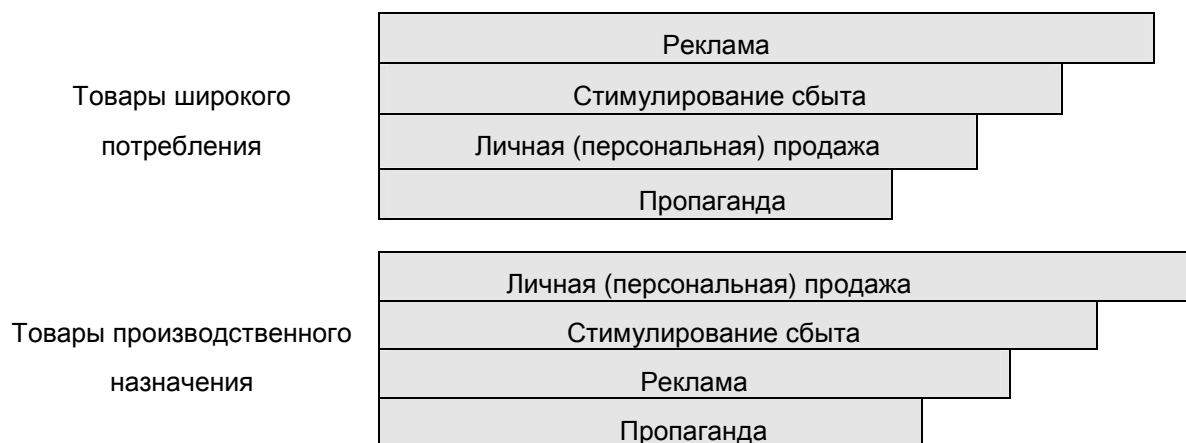 Товары широкого
потребления
Реклама
Стимулирование сбыта
Личная (персональная) продажа
Пропаганда
Товары производственного
назначения
Личная (персональная) продажа
Стимулирование сбыта
Реклама
Пропаганда